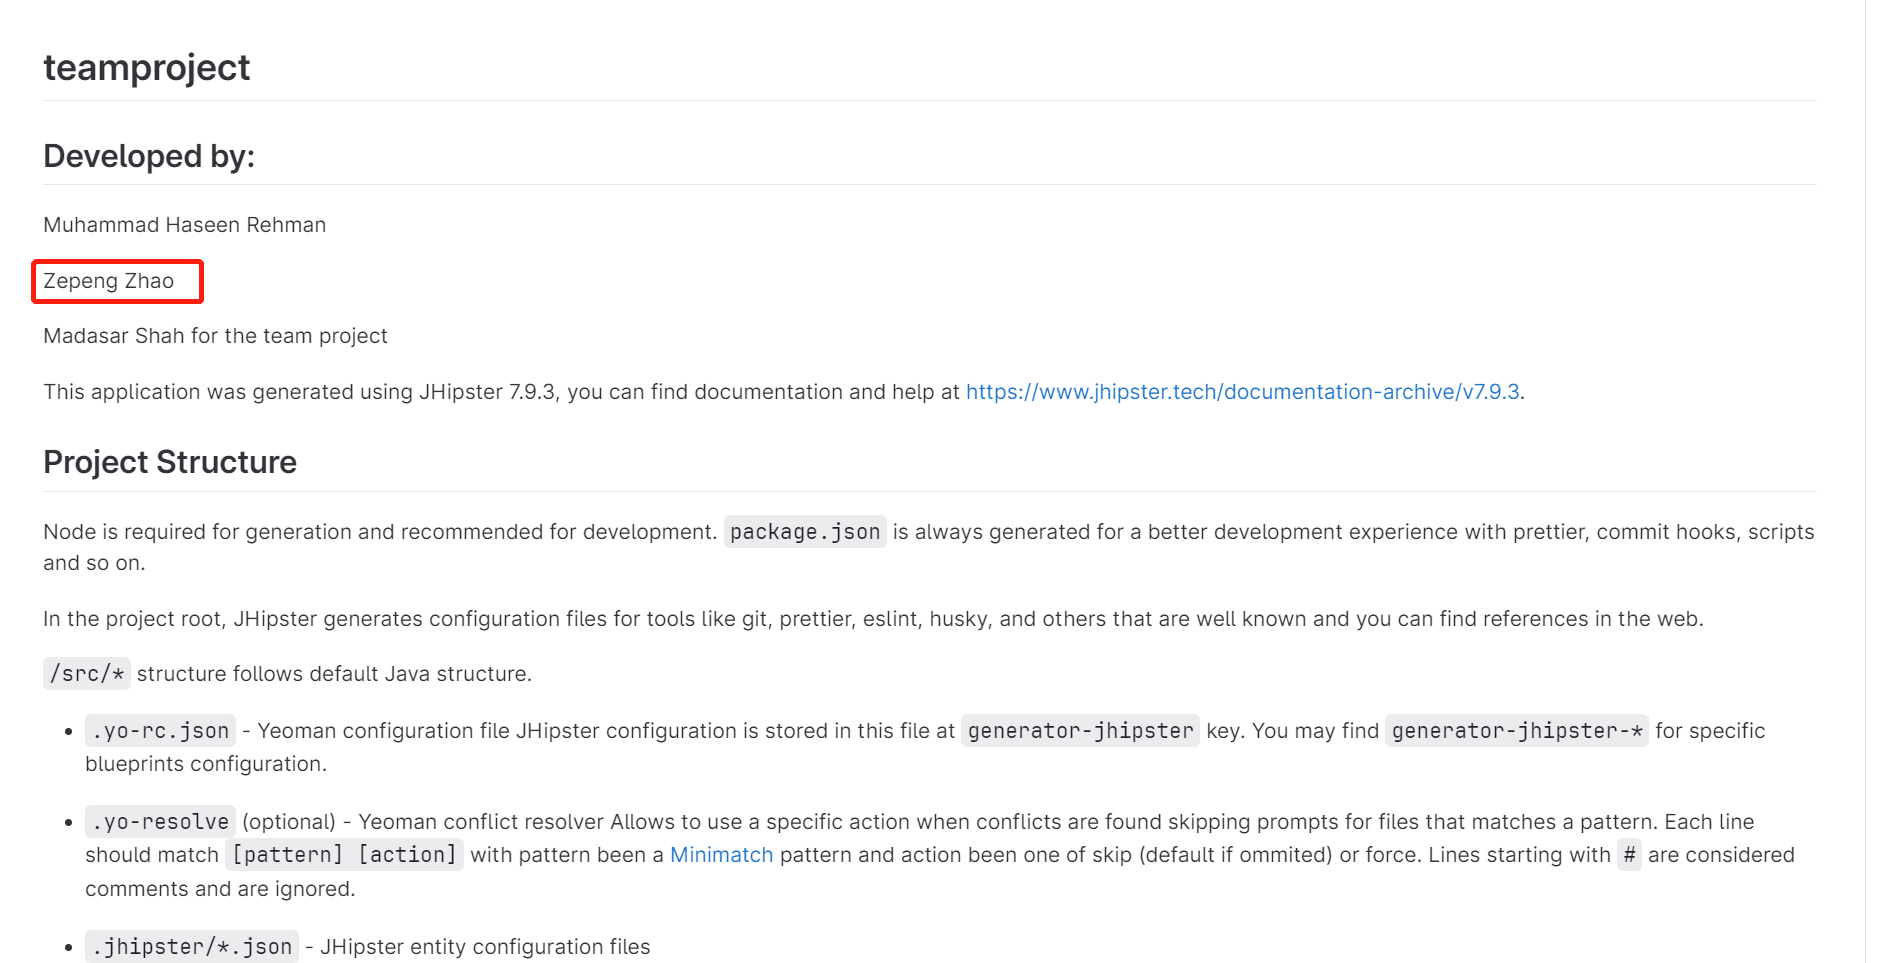 teamproject
Developed by:
Muhammad Haseen Rehman
Zepeng Zhao
Madasar Shah for the team project
This application was generated using JHipster 7.9.3, you can find documentation and help at https://www.jhipster.tech/documentation-archive/v7.9.3.
Project Structure
Node is required for generation and recommended for development. package.json is always generated for a better development experience with prettier, commit hooks, scripts
and so on.
In the project root, JHipster generates configuration files for tools like git, prettier, eslint, husky, and others that are well known and you can find references in the web.
/src/* structure follows default Java structure.
• .yo-rc.json - Yeoman configuration file JHipster configuration is stored in this file at generator-jhipster key. You may find generator-jhipster-* for specific
blueprints configuration.
• .yo-resolve (optional) - Yeoman conflict resolver Allows to use a specific action when conflicts are found skipping prompts for files that matches a pattern. Each line
should match [pattern] [action] with pattern been a Minimatch pattern and action been one of skip (default if ommited) or force. Lines starting with # are considered
comments and are ignored.
• .jhipster/*.json - JHipster entity configuration files